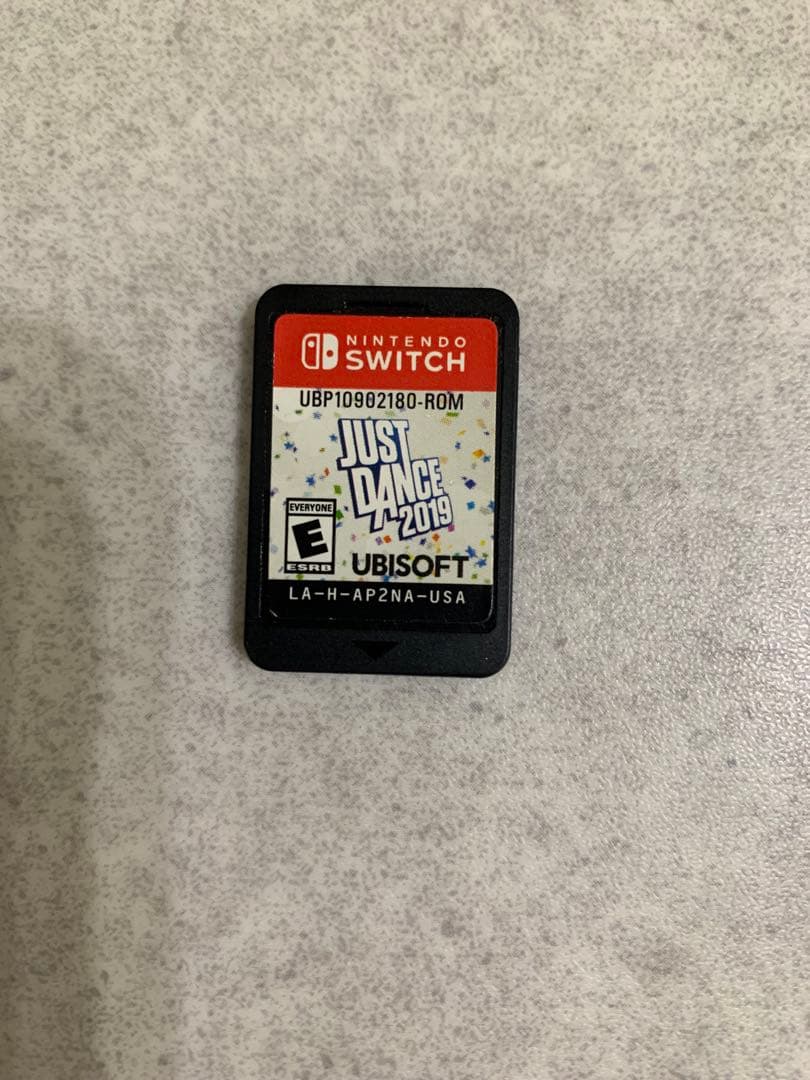 NINTENDO
SWITCH
UBP10902180-ROM
JUST
DANCE
2019
EVERYONE
E
ESRB
UBISOFT
LA-H-AP2NA-USA